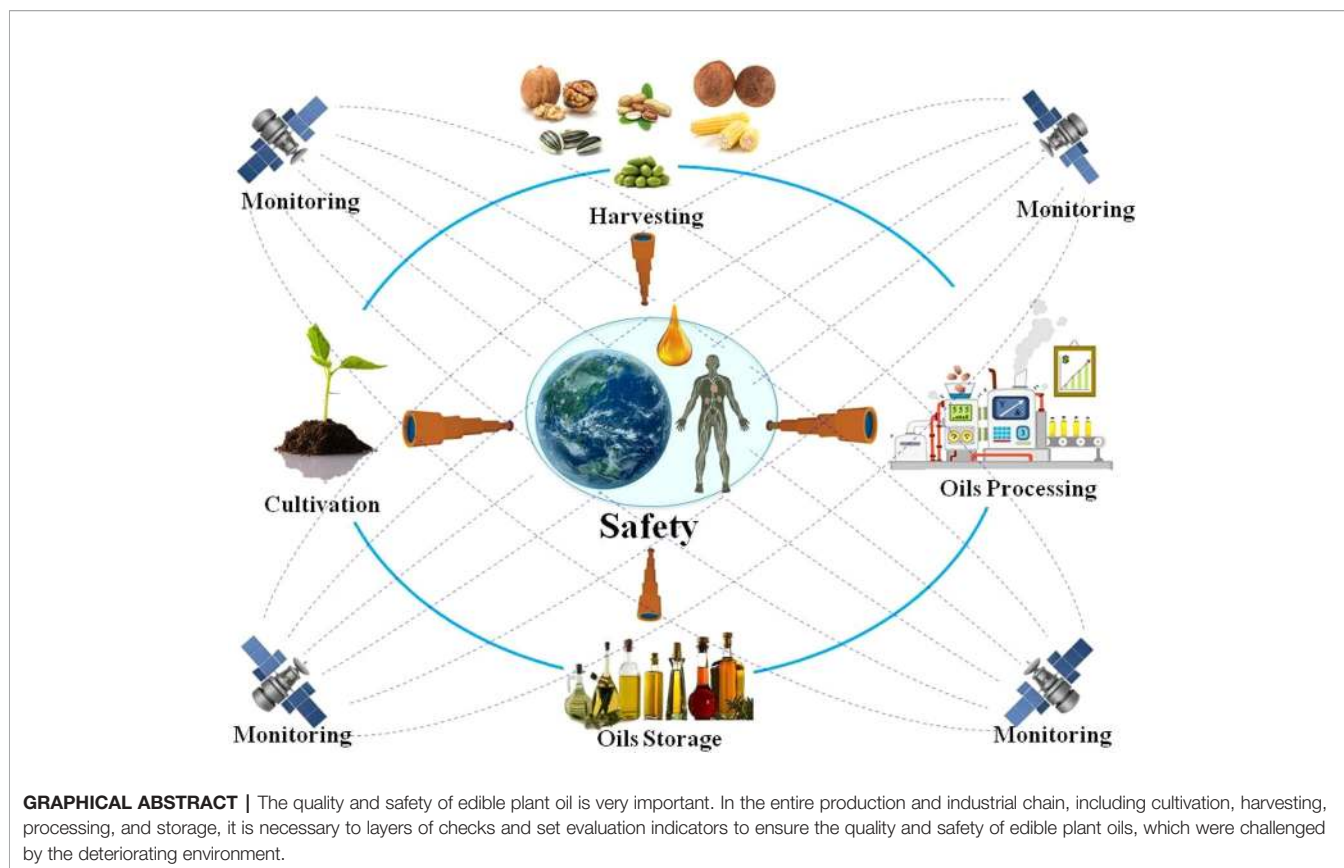 Monitoring
Monitoring
Harvesting
Cultivation
Oils Processing
Safety
Monitoring
Oils Storage
Monitoring
GRAPHICAL ABSTRACT | The quality and safety of edible plant oil is very important. In the entire production and industrial chain, including cultivation, harvesting,
processing, and storage, it is necessary to layers of checks and set evaluation indicators to ensure the quality and safety of edible plant oils, which were challenged
by the deteriorating environment.